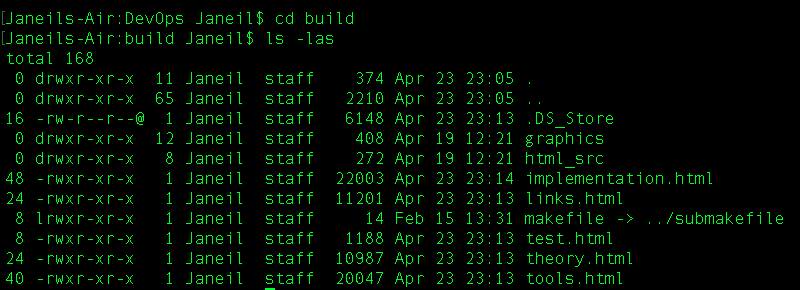 [Janeils-Air:DevOps Janeil$ cd build
[Janeils-Air:build Janeil$ ls -las
total 168
0 drwxr-xr-x 11 Janeil staff 374 Apr 23 23:05 .
0 drwxr-xr-x 65 Janeil staff 2210 Apr 23 23:05 ..
16 -rw-r--r--@ 1 Janeil staff 6148 Apr 23 23:13 .DS_Store
0 drwxr-xr-x 12 Janeil staff 408 Apr 19 12:21 graphics
0 drwxr-xr-x 8 Janeil staff 272 Apr 19 12:21 html_src
48 -rwxr-xr-x 1 Janeil staff 22003 Apr 23 23:14 implementation.html
24 -rwxr-xr-x 1 Janeil staff 11201 Apr 23 23:13 links.html
8 lrwxr-xr-x 1 Janeil staff 14 Feb 15 13:31 makefile -> ../submakefile
8 -rwxr-xr-x 1 Janeil staff 1188 Apr 23 23:13 test.html
24 -rwxr-xr-x 1 Janeil staff 10987 Apr 23 23:13 theory.html
40 -rwxr-xr-x 1 Janeil staff 20047 Apr 23 23:13 tools.html